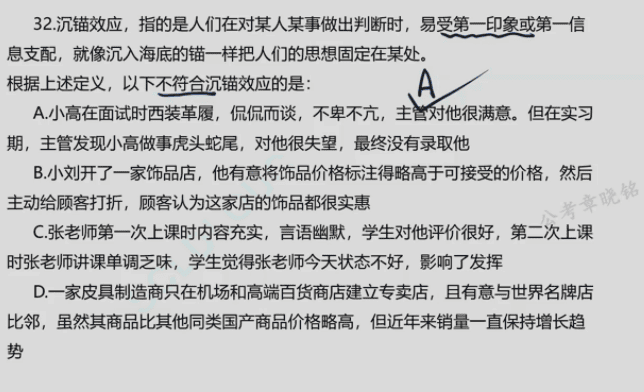 32.沉锚效应，指的是人们在对某人某事做出判断时，易受第一印象或第一信
息支配，就像沉入海底的锚一样把人们的思想固定在某处。
根据上述定义，以下不符合沉锚效应的是：
A
A.小高在面试时西装革履，侃侃而谈，不卑不亢，主管对他很满意。但在实习
期，主管发现小高做事虎头蛇尾，对他很失望，最终没有录取他
B.小刘开了一家饰品店，他有意将饰品价格标注得略高于可接受的价格，然后
主动给顾客打折，顾客认为这家店的饰品都很实惠
公考章晓铭
C.张老师第一次上课时内容充实，言语幽默，学生对他评价很好，第二次上课
时张老师讲课单调乏味，学生觉得张老师今天状态不好，影响了发挥
D.一家皮具制造商只在机场和高端百货商店建立专卖店，且有意与世界名牌店
比邻，虽然其商品比其他同类国产商品价格略高，但近年来销量一直保持增长趋
势